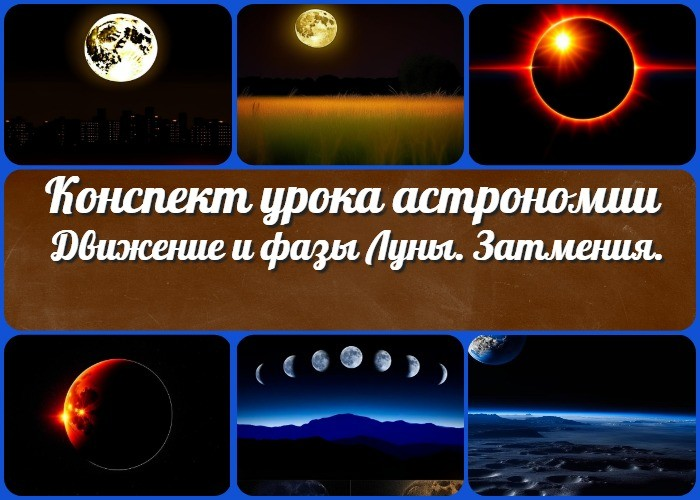 Конспект урока астрономии
Движение и фазы Луны. Затмения.